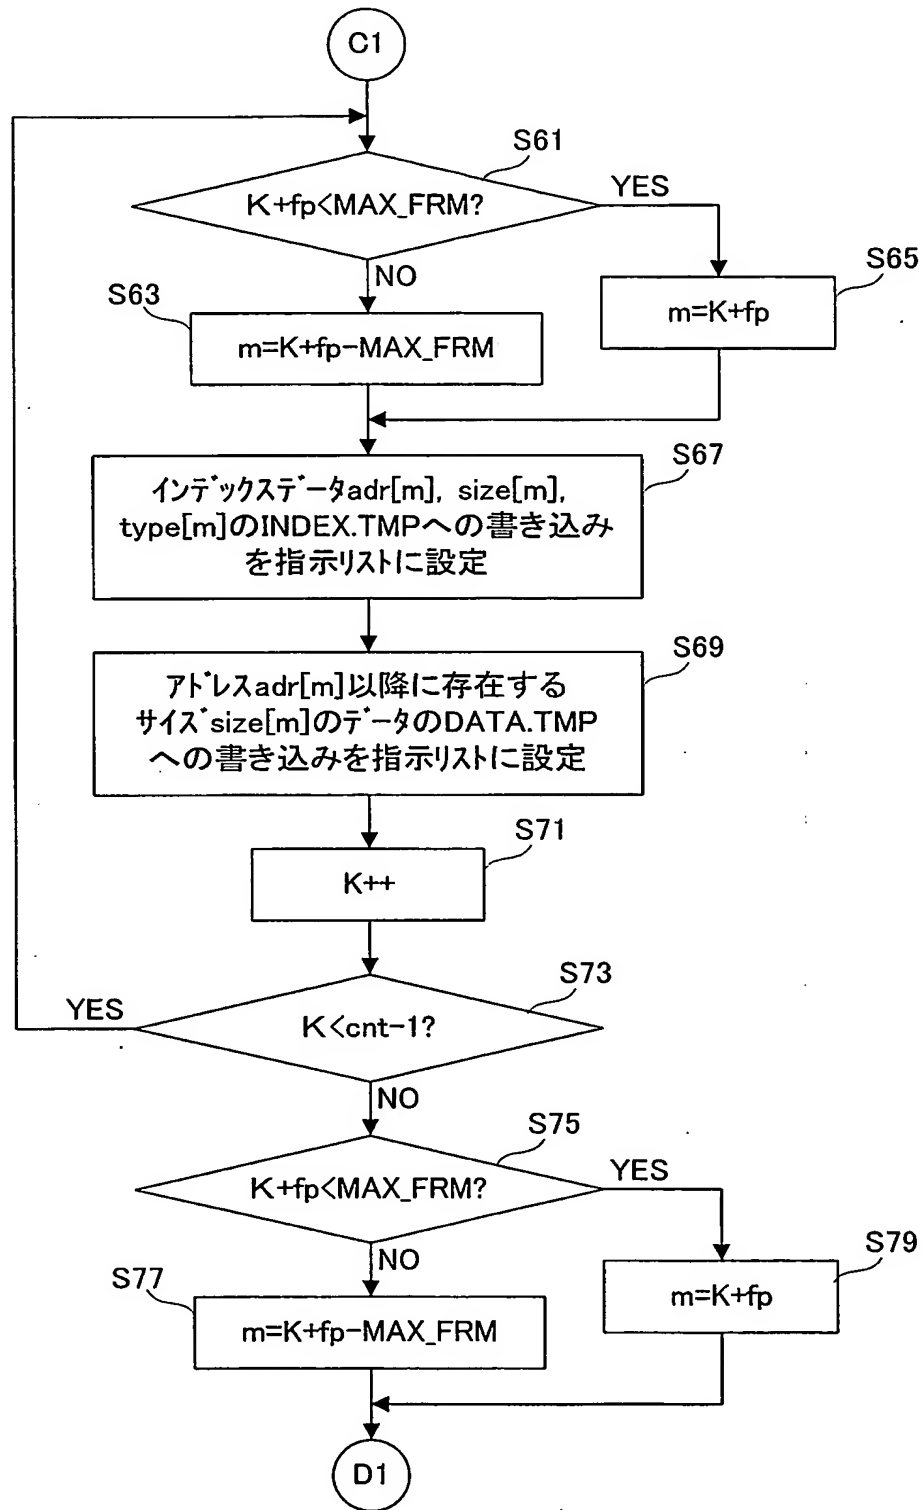 C1
S61
K+fp<MAX_FRM?
YES
NO
S65
S63
m=K+fp
m=K+fp-MAX_FRM
S67
インデックスデータadr[m], size[m],
type[m]のINDEX.TMPへの書き込み
を指示リストに設定
S69
アドレスadr[m]以降に存在する
サイズsize[m]のデータのDATA.TMP
への書き込みを指示リストに設定
S71
K++
S73
YES
K<cnt-1?
NO
S75
K+fp<MAX_FRM?
YES
NO
S79
S77
m=K+fp
m=K+fp-MAX_FRM
D1